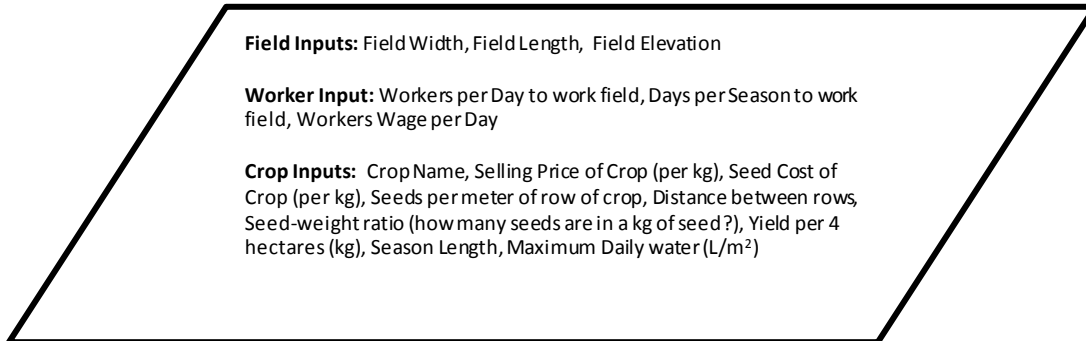 Field Inputs: Field Width, Field Length, Field Elevation
Worker Input: Workers per Day to work field, Days per Season to work
field, Workers Wage per Day
Crop Inputs: Crop Name, Selling Price of Crop (per kg), Seed Cost of
Crop (per kg), Seeds per meter of row of crop, Distance between rows,
Seed-weight ratio (how many seeds are in a kg of seed?), Yield per 4
hectares (kg), Season Length, Maximum Daily water (L/m²)